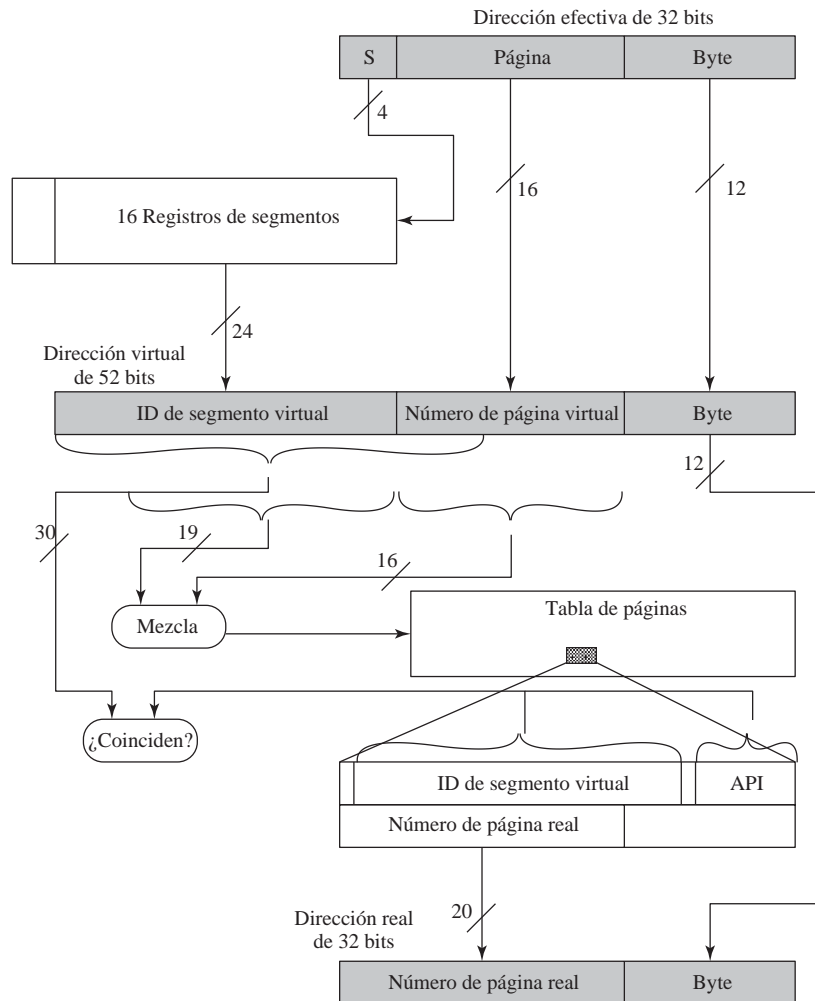 Dirección efectiva de 32 bits
S
Página
Byte
4
16
12
16 Registros de segmentos
24
Dirección virtual
de 52 bits
ID de segmento virtual
Número de página virtual
Byte
12
30
19
16
Mezcla
Tabla de páginas
¿Coinciden?
ID de segmento virtual
API
Número de página real
20
Dirección real
de 32 bits
Número de página real
Byte